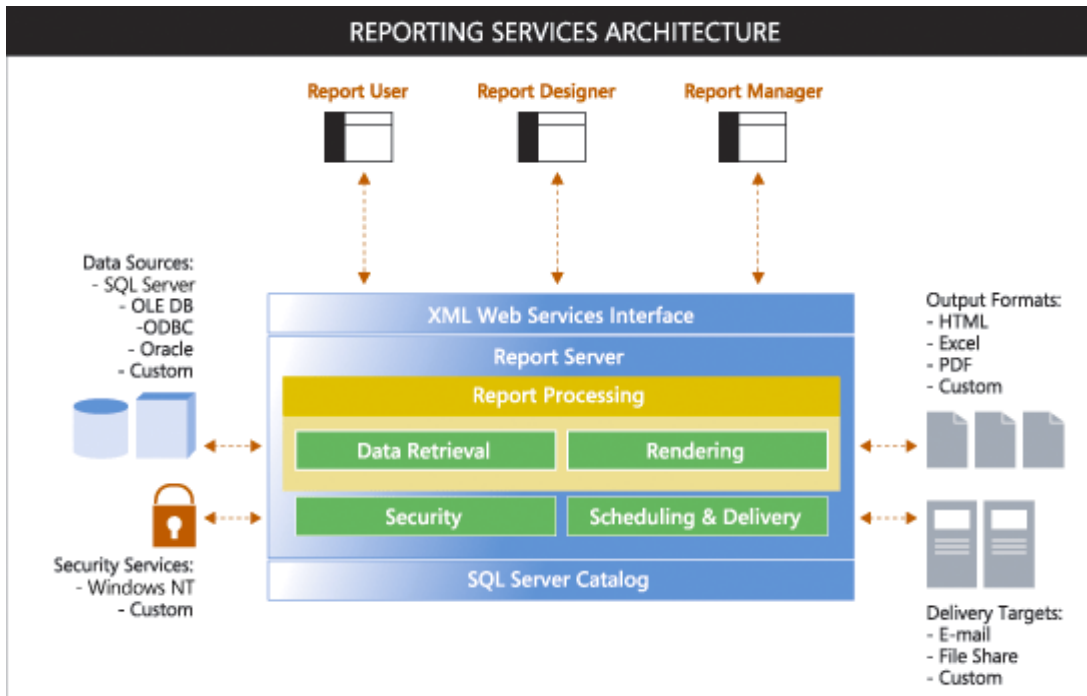 REPORTING SERVICES ARCHITECTURE
Report User
Report Designer
Report Manager
Data Sources:
- SQL Server
- OLE DB
-ODBC
- Oracle
- Custom
Security Services:
- Windows NT
- Custom
XML Web Services Interface
Report Server
Report Processing
Data Retrieval
Rendering
Security
Scheduling & Delivery
SQL Server Catalog
Output Formats:
- HTML
- Excel
- PDF
- Custom
Delivery Targets:
- E-mail
- File Share
- Custom